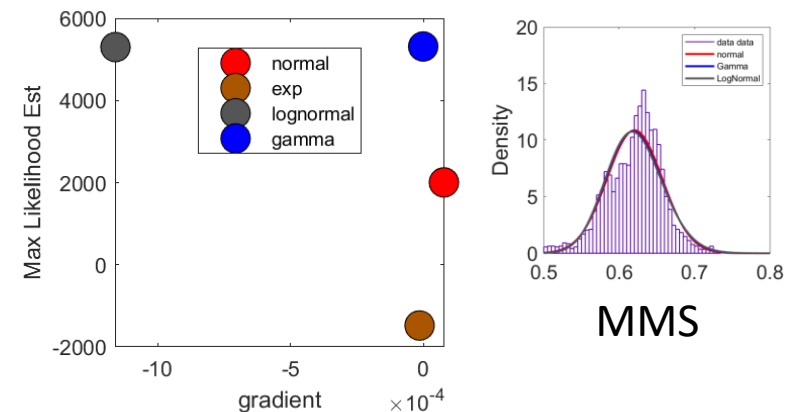 Max Likelihood Est
6000
4000
2000
0
-2000
normal
exp
lognormal
gamma
-10
-5
0
gradient
×10-4
Density
20
15
10
5
0
data data
normal
Gamma
LogNormal
0.5
0.6
0.7
0.8
MMS